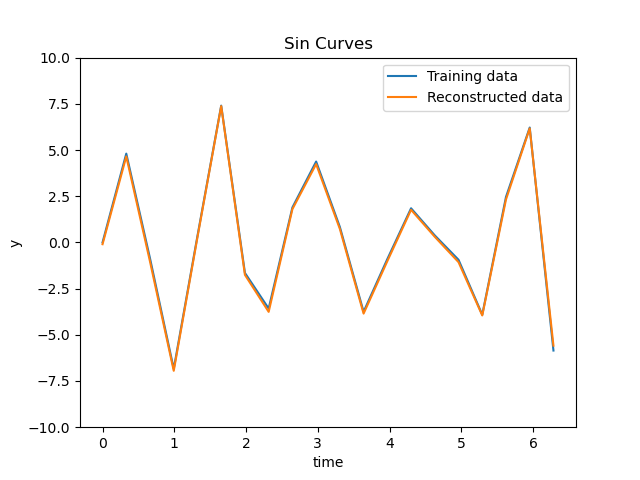 Sin Curves
Training data
Reconstructed data
10.0
7.5
5.0
2.5
0.0
−2.5
−5.0
−7.5
−10.0
y
0 1 2 3 4 5 6
time